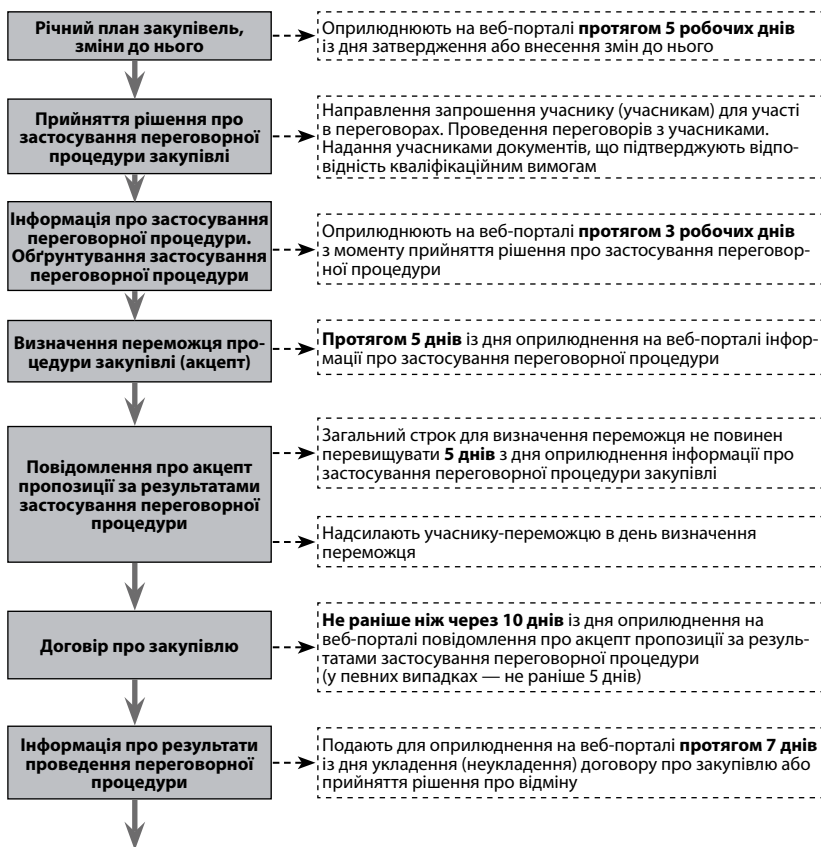 Річний план закупівель,
зміни до нього
Оприлюднюють на веб-порталі протягом 5 робочих днів
із дня затвердження або внесення змін до нього
Прийняття рішення про
застосування переговорної
процедури закупівлі
Направлення запрошення учаснику (учасникам) для участі
в переговорах. Проведення переговорів з учасниками.
Надання учасниками документів, що підтверджують відпо-
відність кваліфікаційним вимогам
Інформація про застосування
переговорної процедури.
Обґрунтування застосування
переговорної процедури
Оприлюднюють на веб-порталі протягом 3 робочих днів
з моменту прийняття рішення про застосування переговор-
ної процедури
Визначення переможця про-
цедури закупівлі (акцепт)
Протягом 5 днів із дня оприлюднення на веб-порталі інфор-
мації про застосування переговорної процедури
Повідомлення про акцепт
пропозиції за результатами
застосування переговорної
процедури
Загальний строк для визначення переможця не повинен
перевищувати 5 днів з дня оприлюднення інформації про
застосування переговорної процедури закупівлі
Надсилають учаснику-переможцю в день визначення
переможця
Договір про закупівлю
Не раніше ніж через 10 днів із дня оприлюднення на
веб-порталі повідомлення про акцепт пропозиції за резуль-
татами застосування переговорної процедури
(у певних випадках — не раніше 5 днів)
Інформація про результати
проведення переговорної
процедури
Подають для оприлюднення на веб-порталі протягом 7 днів
із дня укладення (неукладення) договору про закупівлю або
прийняття рішення про відміну